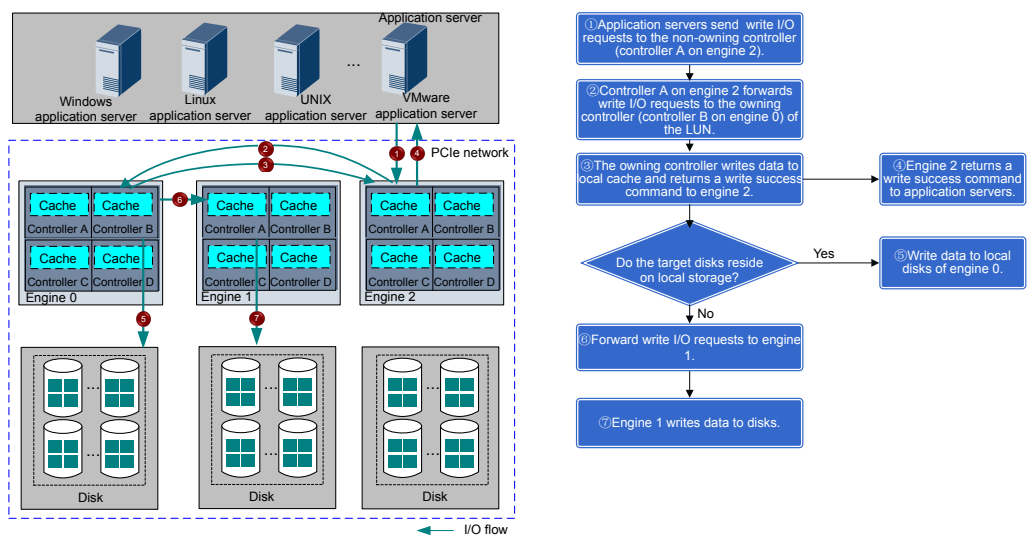 Application server
...
Windows
application server
Linux
application server
UNIX
application server
VMware
application server
PCIe network
1
4
2
3
Cache
Cache
Controller A
Controller B
Cache
Cache
Controller C
Controller D
Engine 0
6
Cache
Cache
Controller A
Controller B
Cache
Cache
Controller C
Controller D
Engine 1
Cache
Cache
Controller A
Controller B
Cache
Cache
Controller C
Controller D
Engine 2
5
7
...
...
Disk
...
...
Disk
...
...
Disk
I/O flow
①Application servers send write I/O
requests to the non-owning controller
(controller A on engine 2).
②Controller A on engine 2 forwards
write I/O requests to the owning
controller (controller B on engine 0) of
the LUN.
③The owning controller writes data to
local cache and returns a write success
command to engine 2.
④Engine 2 returns a
write success command
to application servers.
Do the target disks reside
on local storage?
Yes
⑤Write data to local
disks of engine 0.
No
⑥Forward write I/O requests to engine
1.
⑦Engine 1 writes data to disks.